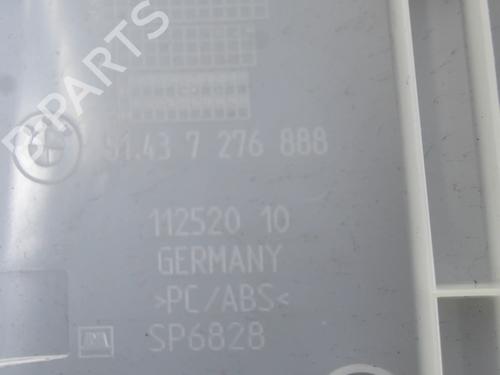 51.43 7 276 888
112520 10
GERMANY
>PC/ABS<
SP6828